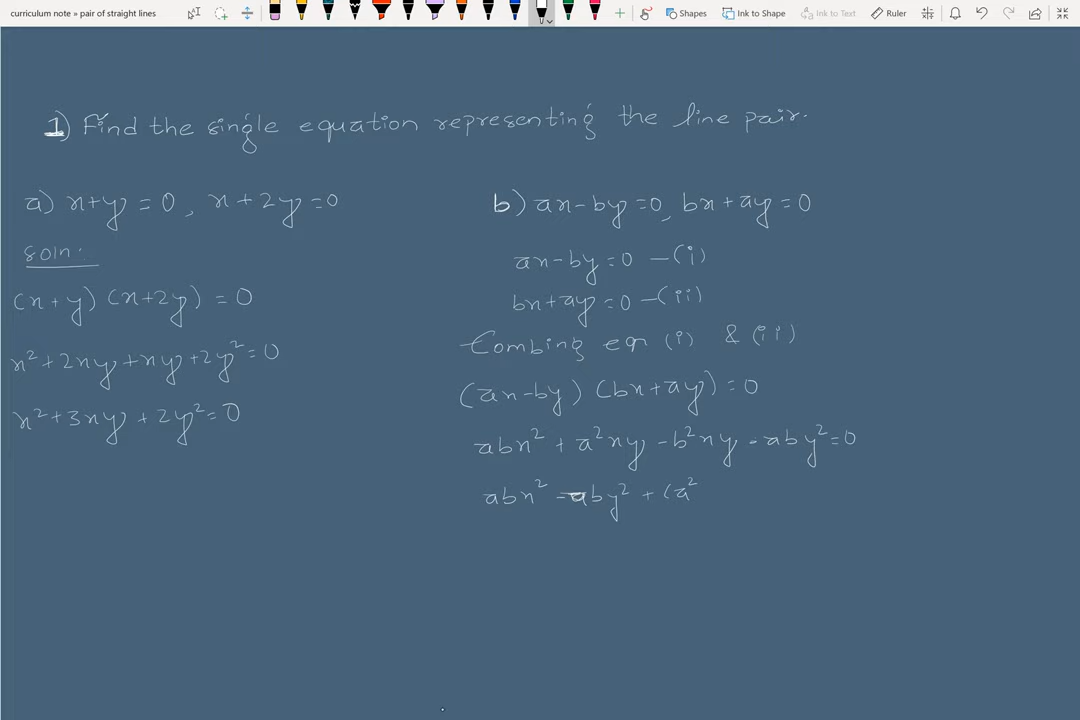 curriculum note » pair of straight lines
Shapes
Ink to Shape
Ink to Text
Ruler
1) Find the single equation representing the line pair.
a) x+y=0, x+2y=0
soln:
(x+y) (x+2y) = 0
x²+2xy+xy+2y²=0
x²+3xy+2y²=0
b) ax-by=0, bx+ay=0
ax-by=0 —(i)
bx+ay=0 —(ii)
Combing eqn (i) & (ii)
(ax-by) (bx+ay)=0
abx² + a²xy - b²xy - aby²=0
abx² - aby² + (a²